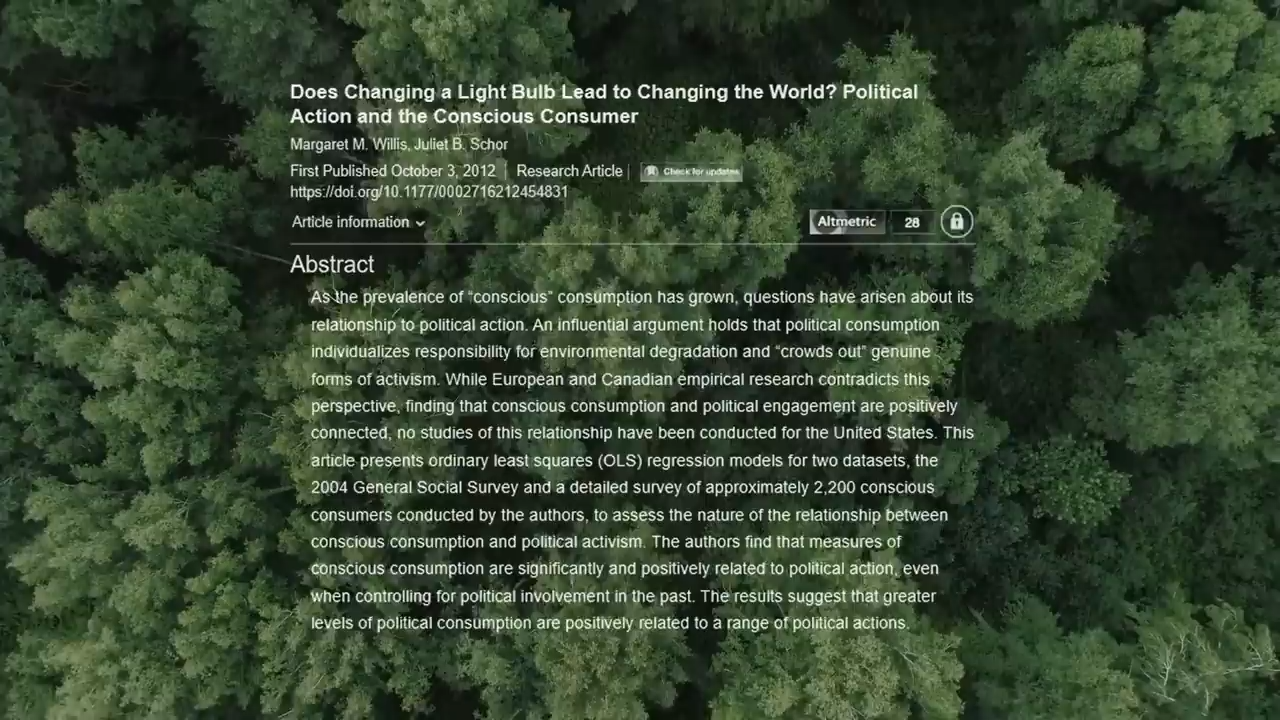 Does Changing a Light Bulb Lead to Changing the World? Political
Action and the Conscious Consumer
Margaret M. Willis, Juliet B. Schor
First Published October 3, 2012 | Research Article | Check for updates
https://doi.org/10.1177/0002716212454831
Article information
Altmetric 28
Abstract
As the prevalence of “conscious” consumption has grown, questions have arisen about its
relationship to political action. An influential argument holds that political consumption
individualizes responsibility for environmental degradation and “crowds out” genuine
forms of activism. While European and Canadian empirical research contradicts this
perspective, finding that conscious consumption and political engagement are positively
connected, no studies of this relationship have been conducted for the United States. This
article presents ordinary least squares (OLS) regression models for two datasets, the
2004 General Social Survey and a detailed survey of approximately 2,200 conscious
consumers conducted by the authors, to assess the nature of the relationship between
conscious consumption and political activism. The authors find that measures of
conscious consumption are significantly and positively related to political action, even
when controlling for political involvement in the past. The results suggest that greater
levels of political consumption are positively related to a range of political actions.